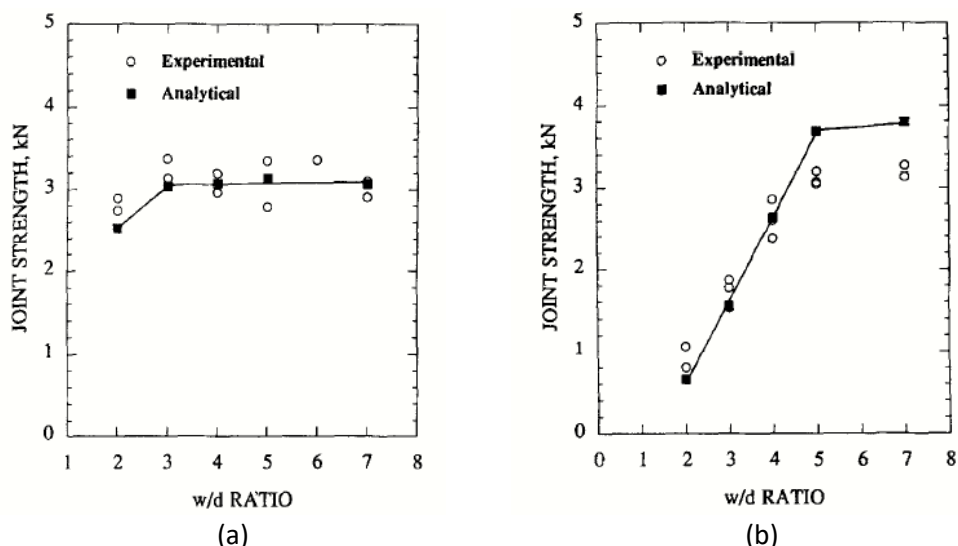 5
4
3
2
1
0
JOINT STRENGTH, kN
Experimental
Analytical
1 2 3 4 5 6 7 8
w/d RATIO
(a)
5
4
3
2
1
0
JOINT STRENGTH, kN
Experimental
Analytical
0 1 2 3 4 5 6 7 8
w/d RATIO
(b)